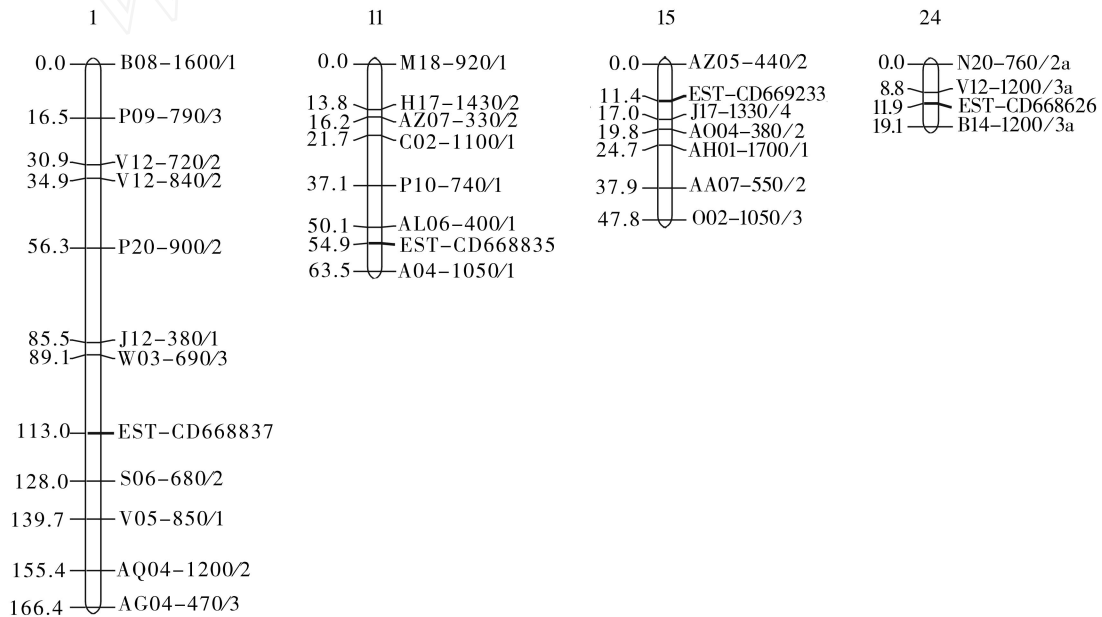 1
0.0 B08-1600/1
16.5 P09-790/3
30.9 V12-720/2
34.9 V12-840/2
56.3 P20-900/2
85.5 J12-380/1
89.1 W03-690/3
113.0 EST-CD668837
128.0 S06-680/2
139.7 V05-850/1
155.4 AQ04-1200/2
166.4 AG04-470/3
11
0.0 M18-920/1
13.8 H17-1430/2
16.2 AZ07-330/2
21.7 C02-1100/1
37.1 P10-740/1
50.1 AL06-400/1
54.9 EST-CD668835
63.5 A04-1050/1
15
0.0 AZ05-440/2
11.4 EST-CD669233
17.0 J17-1330/4
19.8 AO04-380/2
24.7 AH01-1700/1
37.9 AA07-550/2
47.8 O02-1050/3
24
0.0 N20-760/2a
8.8 V12-1200/3a
11.9 EST-CD668626
19.1 B14-1200/3a